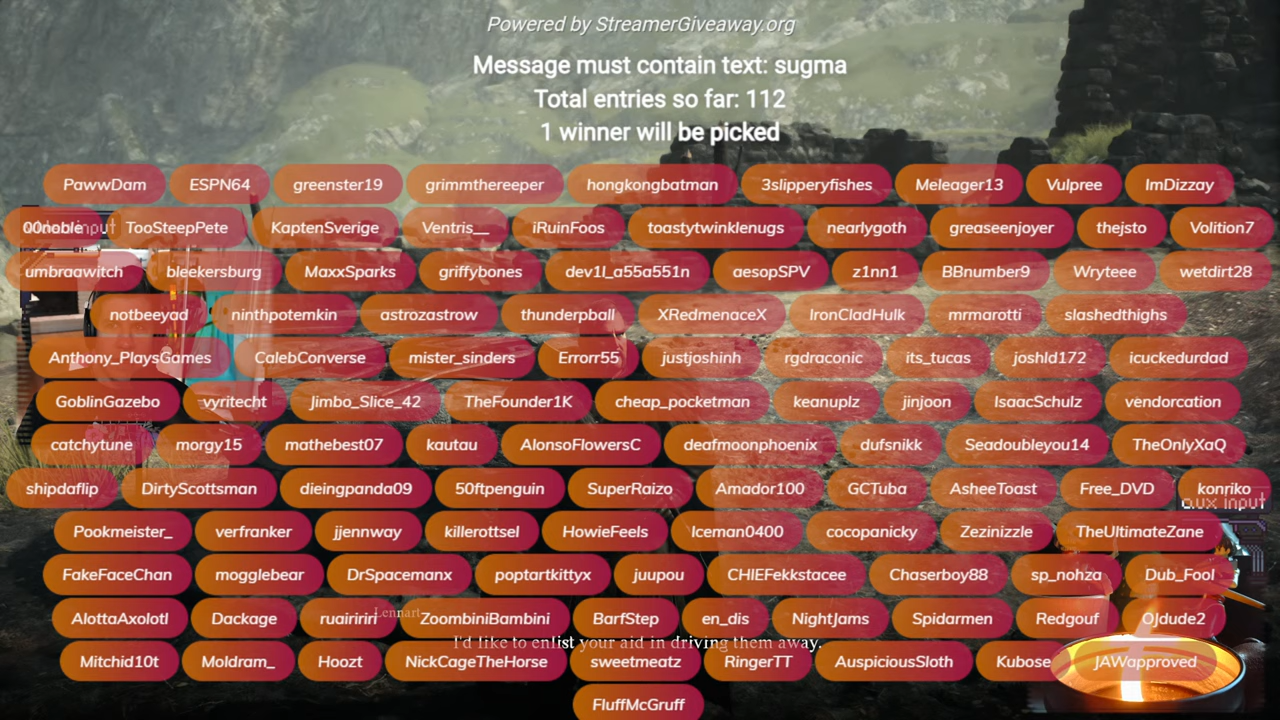 Powered by StreamerGiveaway.org
Message must contain text: sugma
Total entries so far: 112
1 winner will be picked
PawwDam ESPN64 greenster19 grimmthereeper hongkongbatman 3slipperyfishes Meleager13 Vulpree ImDizzay
00noble TooSteepPete KaptenSverige Ventris__ iRuinFoos toastytwinklenugs nearlygoth greaseenjoyer thejsto Volition7
umbraawitch bleekersburg MaxxSparks griffybones dev1l_a55a551n aesopSPV z1nn1 BBnumber9 Wryteee wetdirt28
notbeeyad ninthpotemkin astrozastrow thunderpball XRedmenaceX IronCladHulk mrmarotti slashedthighs
Anthony_PlaysGames CalebConverse mister_sinders Errorr55 justjoshinh rgdraconic its_tucas joshld172 icuckedurdad
GoblinGazebo vyritecht Jimbo_Slice_42 TheFounder1K cheap_pocketman keanuplz jinjoon IsaacSchulz vendorcation
catchytune morgy15 mathebest07 kautau AlonsoFlowersC deafmoonphoenix dufsnikk Seadoubleyou14 TheOnlyXaQ
shipdaflip DirtyScottsman dieingpanda09 50ftpenguin SuperRaizo Amador100 GCTuba AsheeToast Free_DVD konriko
aux input
Pookmeister_ verfranker jjennway killerottsel HowieFeels Iceman0400 cocopanicky Zezinizzle TheUltimateZane
FakeFaceChan mogglebear DrSpacemanx poptartkittyx juupou CHIEFekkstacee Chaserboy88 sp_nohza Dub_Fool
Lennart
AlottaAxolotl Dackage ruaiririri ZoombiniBambini BarfStep en_dis NightJams Spidarmen Redgouf OJdude2
I'd like to enlist your aid in driving them away.
Mitchid10t Moldram_ Hoozt NickCageTheHorse sweetmeatz RingerTT AuspiciousSloth Kubose JAWapproved
FluffMcGruff